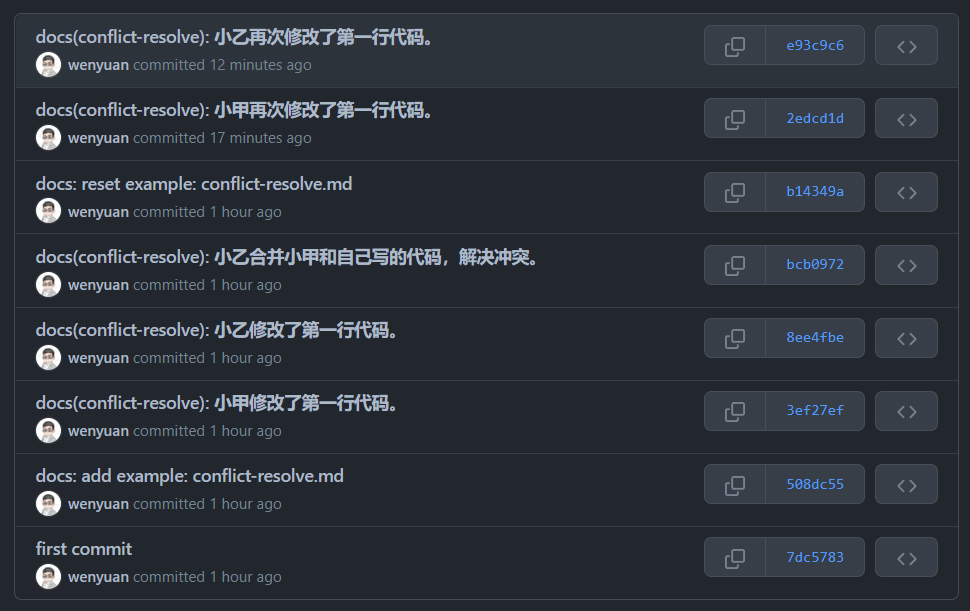 docs(conflict-resolve): 小乙再次修改了第一行代码。
e93c9c6
wenyuan committed 12 minutes ago
docs(conflict-resolve): 小甲再次修改了第一行代码。
2edcd1d
wenyuan committed 17 minutes ago
docs: reset example: conflict-resolve.md
b14349a
wenyuan committed 1 hour ago
docs(conflict-resolve): 小乙合并小甲和自己写的代码，解决冲突。
bcb0972
wenyuan committed 1 hour ago
docs(conflict-resolve): 小乙修改了第一行代码。
8ee4fbe
wenyuan committed 1 hour ago
docs(conflict-resolve): 小甲修改了第一行代码。
3ef27ef
wenyuan committed 1 hour ago
docs: add example: conflict-resolve.md
508dc55
wenyuan committed 1 hour ago
first commit
7dc5783
wenyuan committed 1 hour ago